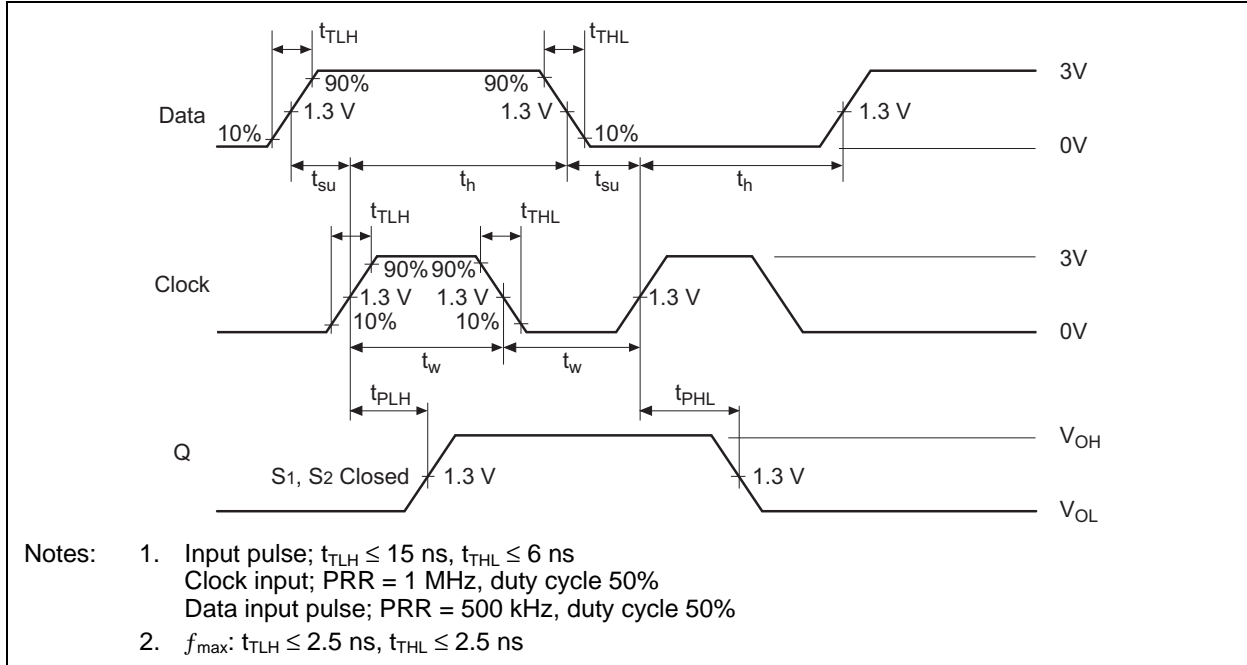 tTLH tTHL
90% 90% 3V
Data 1.3 V 1.3 V 1.3 V
10% 10% 0V
tsu th tsu th
tTLH tTHL
90% 90% 3V
Clock 1.3 V 1.3 V 1.3 V
10% 10% 0V
tw tw
tPLH tPHL
VOH
Q
S1, S2 Closed 1.3 V 1.3 V
VOL
Notes: 1. Input pulse; tTLH ≤ 15 ns, tTHL ≤ 6 ns
Clock input; PRR = 1 MHz, duty cycle 50%
Data input pulse; PRR = 500 kHz, duty cycle 50%
2. fmax: tTLH ≤ 2.5 ns, tTHL ≤ 2.5 ns